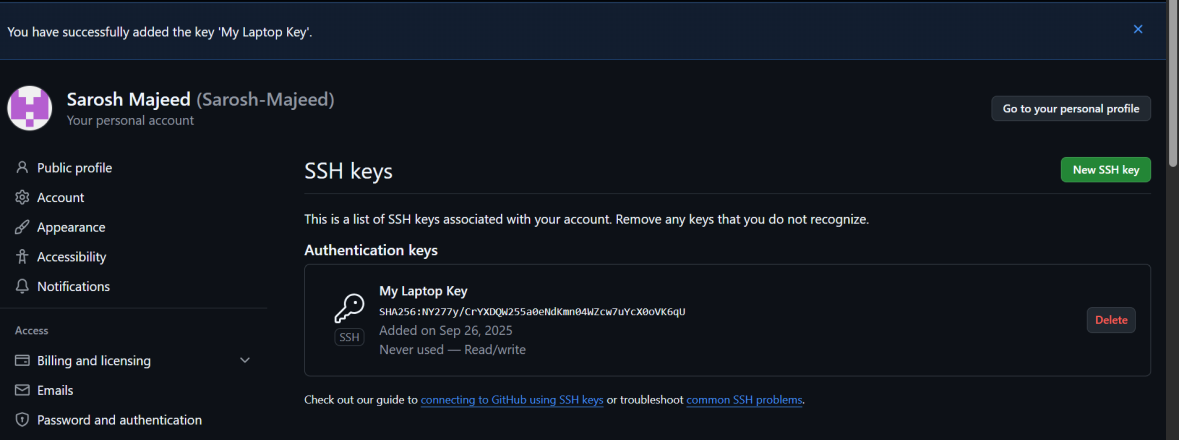 You have successfully added the key 'My Laptop Key'.
Sarosh Majeed (Sarosh-Majeed)
Your personal account
Go to your personal profile
Public profile
Account
Appearance
Accessibility
Notifications
Access
Billing and licensing
Emails
Password and authentication
SSH keys
New SSH key
This is a list of SSH keys associated with your account. Remove any keys that you do not recognize.
Authentication keys
My Laptop Key
SHA256:NY277y/CrYXDQW255a0eNdKmn04WZcw7uYcX0oVK6qU
SSH
Added on Sep 26, 2025
Never used — Read/write
Delete
Check out our guide to connecting to GitHub using SSH keys or troubleshoot common SSH problems.